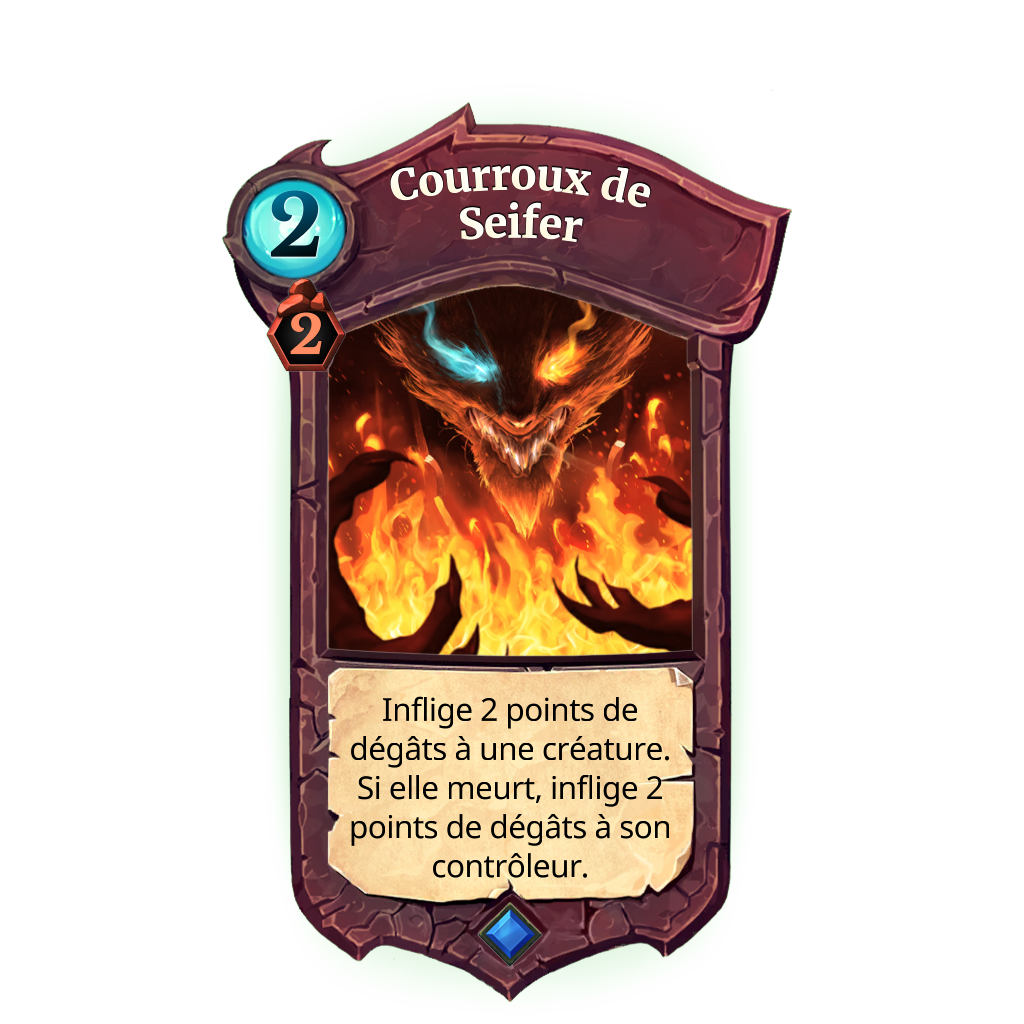 2
Courroux de
Seifer
2
Inflige 2 points de
dégâts à une créature.
Si elle meurt, inflige 2
points de dégâts à son
contrôleur.